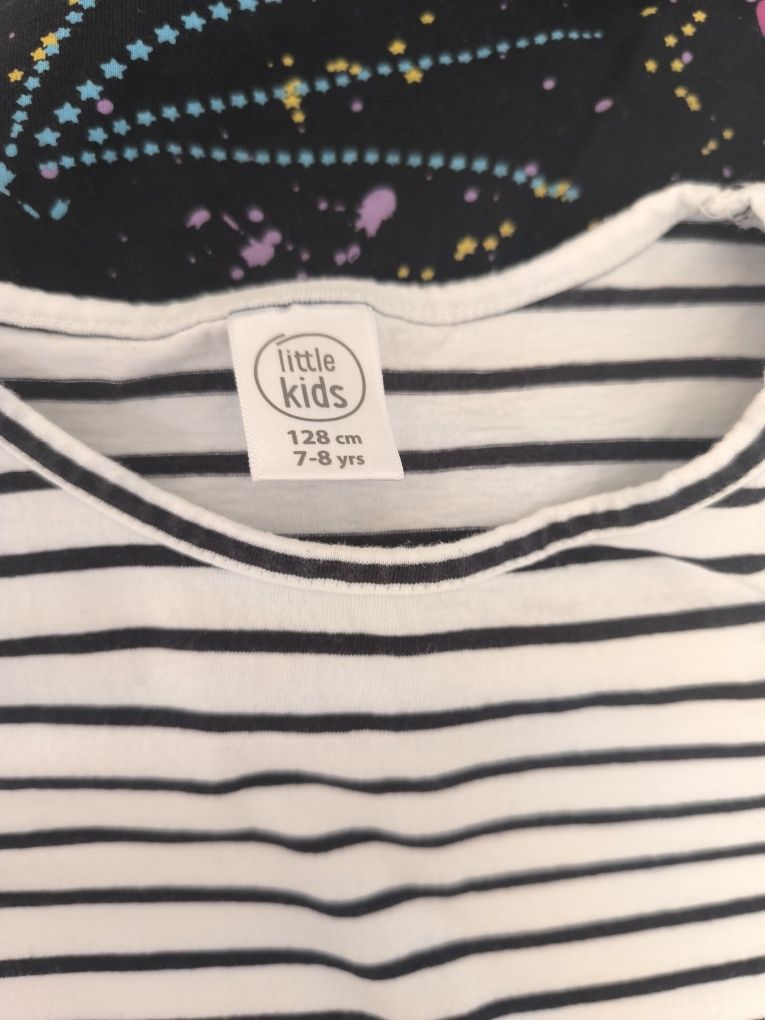 little
kids
128 cm
7-8 yrs